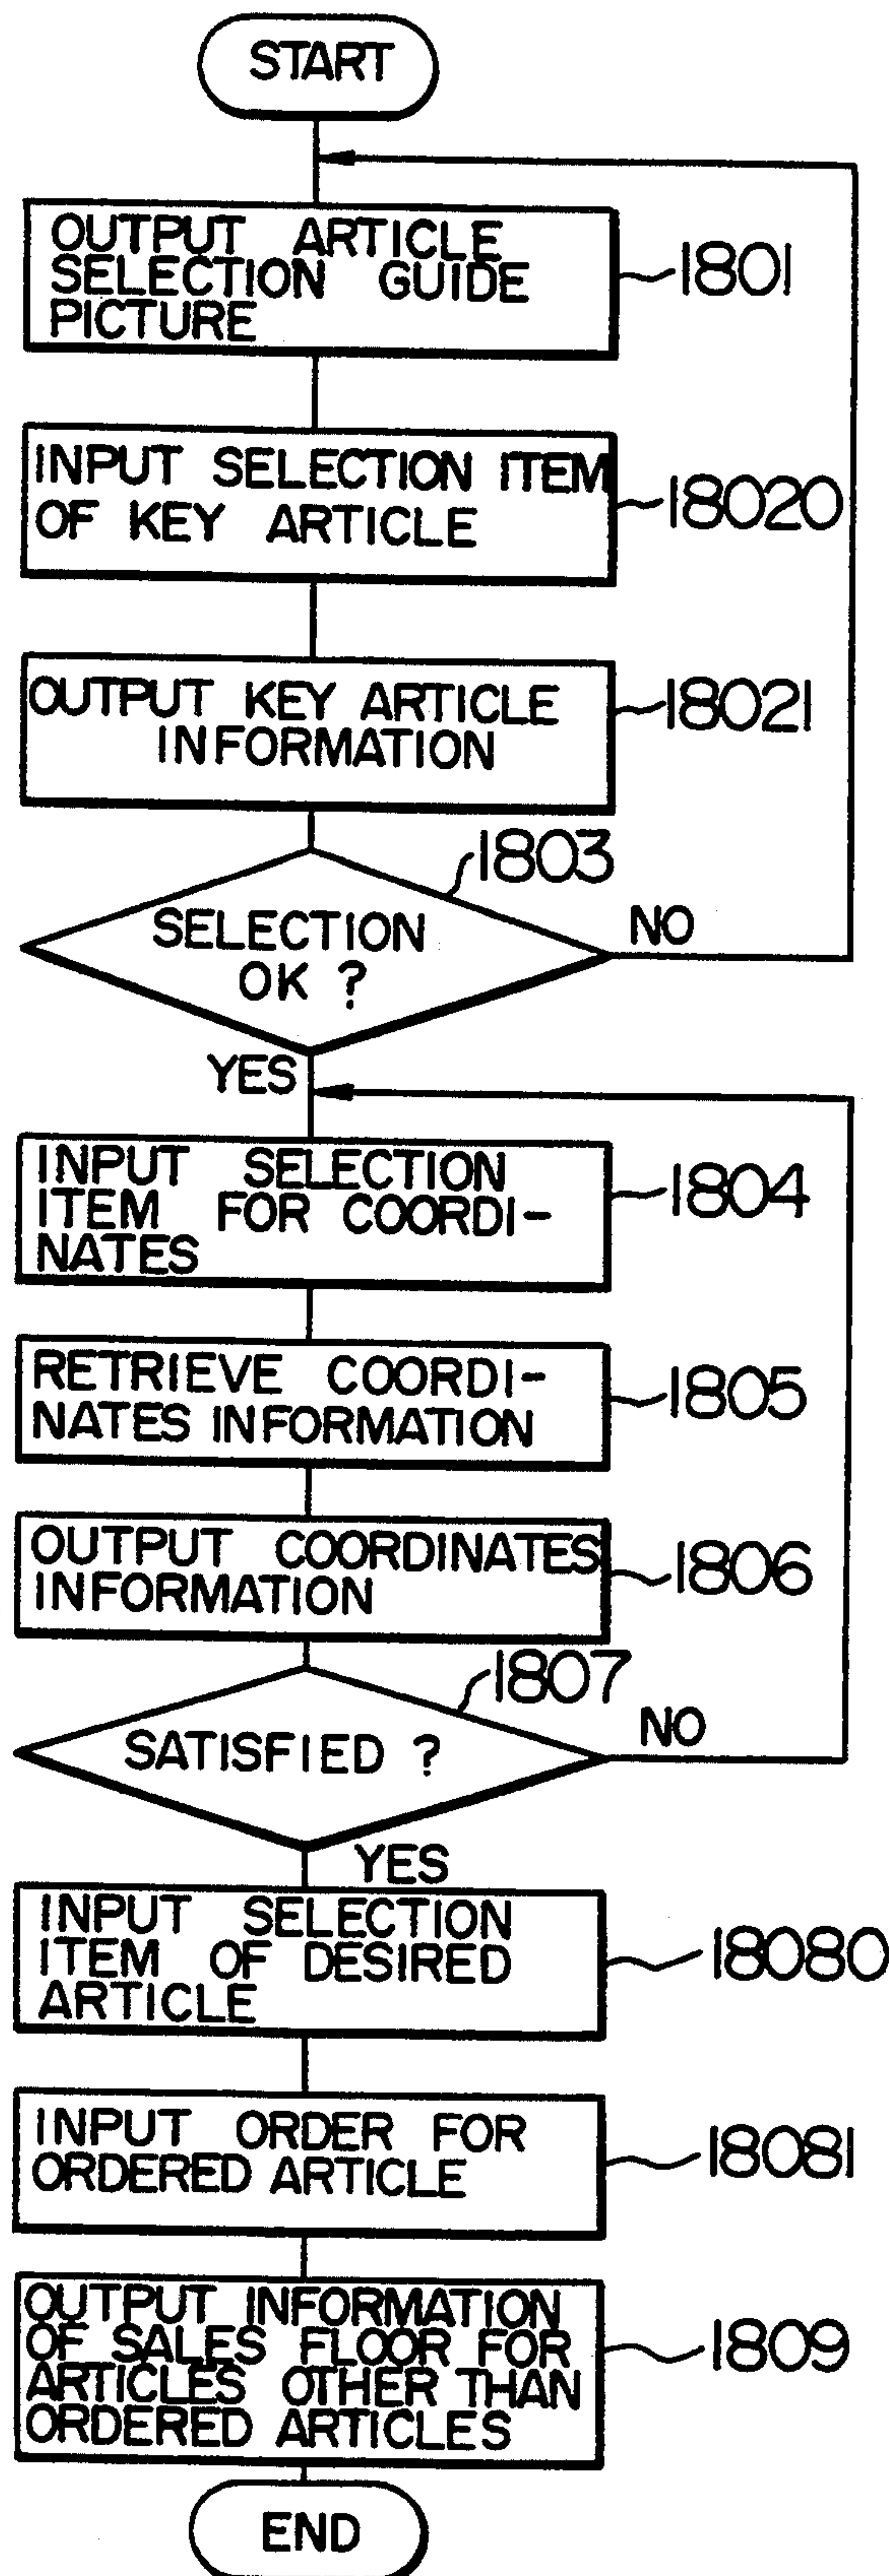 START
OUTPUT ARTICLE
SELECTION GUIDE
PICTURE
1801
INPUT SELECTION ITEM
OF KEY ARTICLE
18020
OUTPUT KEY ARTICLE
INFORMATION
18021
1803
SELECTION
OK ?
NO
YES
INPUT SELECTION
ITEM FOR COORDI-
NATES
1804
RETRIEVE COORDI-
NATES INFORMATION
1805
OUTPUT COORDINATES
INFORMATION
1806
1807
SATISFIED ?
NO
YES
INPUT SELECTION
ITEM OF DESIRED
ARTICLE
18080
INPUT ORDER FOR
ORDERED ARTICLE
18081
OUTPUT INFORMATION
OF SALES FLOOR FOR
ARTICLES OTHER THAN
ORDERED ARTICLES
1809
END